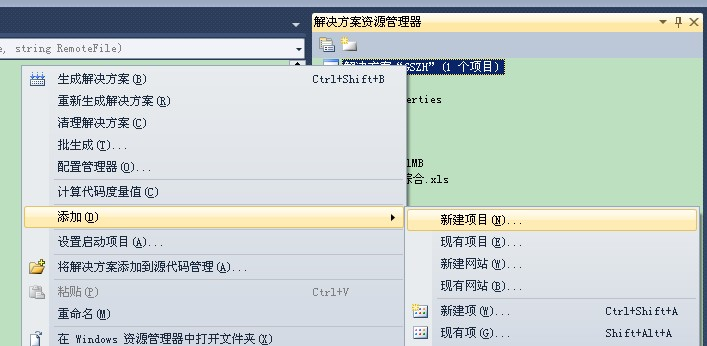 解决方案资源管理器
e, string RemoteFile)
SZH” (1 个项目)
生成解决方案(B) Ctrl+Shift+B
重新生成解决方案(R)
erties
清理解决方案(C)
批生成(T)...
配置管理器(O)...
lMB
综合.xls
计算代码度量值(C)
添加(D)
新建项目(N)...
设置启动项目(A)...
现有项目(E)...
将解决方案添加到源代码管理(A)...
新建网站(W)...
粘贴(P) Ctrl+V
现有网站(B)...
重命名(M)
新建项(W)... Ctrl+Shift+A
在 Windows 资源管理器中打开文件夹(X)
现有项(G)... Shift+Alt+A